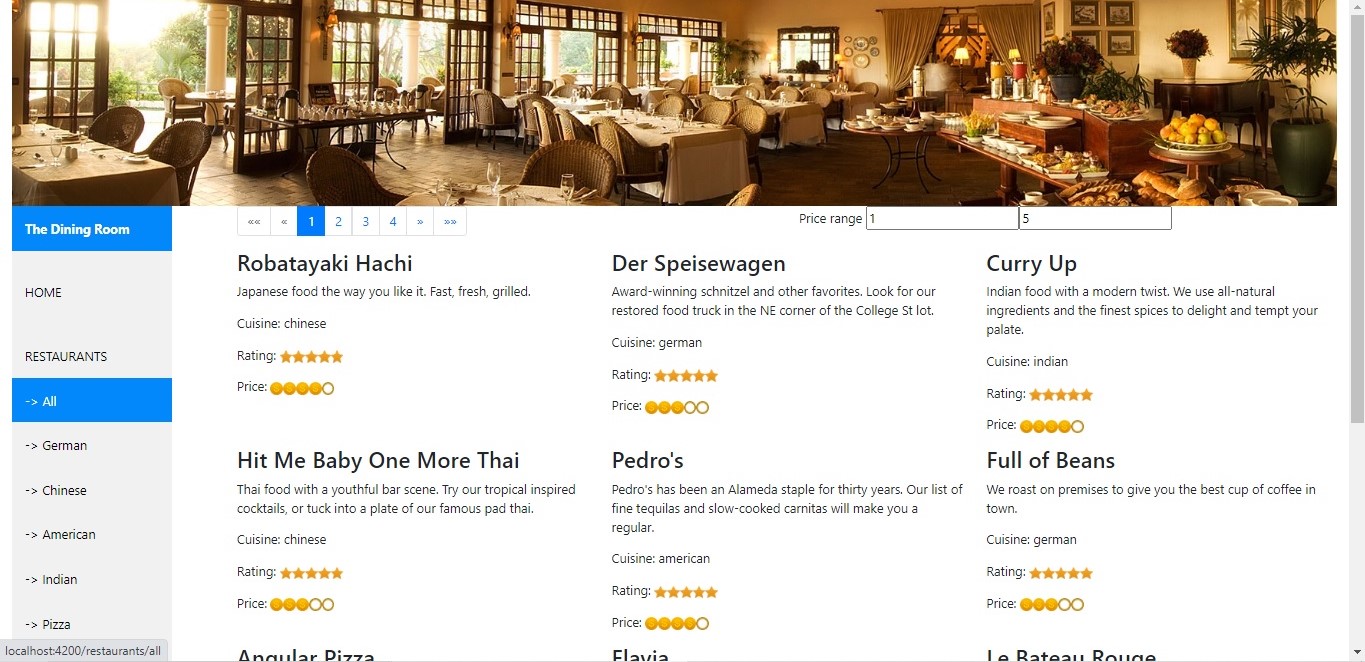 The Dining Room
HOME
RESTAURANTS
-> All
-> German
-> Chinese
-> American
-> Indian
-> Pizza
«« « 1 2 3 4 » »»
Price range 1 5
Robatayaki Hachi
Japanese food the way you like it. Fast, fresh, grilled.
Cuisine: chinese
Rating:
Price:
Der Speisewagen
Award-winning schnitzel and other favorites. Look for our
restored food truck in the NE corner of the College St lot.
Cuisine: german
Rating:
Price:
Curry Up
Indian food with a modern twist. We use all-natural
ingredients and the finest spices to delight and tempt your
palate.
Cuisine: indian
Rating:
Price:
Hit Me Baby One More Thai
Thai food with a youthful bar scene. Try our tropical inspired
cocktails, or tuck into a plate of our famous pad thai.
Cuisine: chinese
Rating:
Price:
Pedro's
Pedro's has been an Alameda staple for thirty years. Our list of
fine tequilas and slow-cooked carnitas will make you a
regular.
Cuisine: american
Rating:
Price:
Full of Beans
We roast on premises to give you the best cup of coffee in
town.
Cuisine: german
Rating:
Price:
Angular Pizza
Flavia
Le Bateau Rouge
localhost:4200/restaurants/all